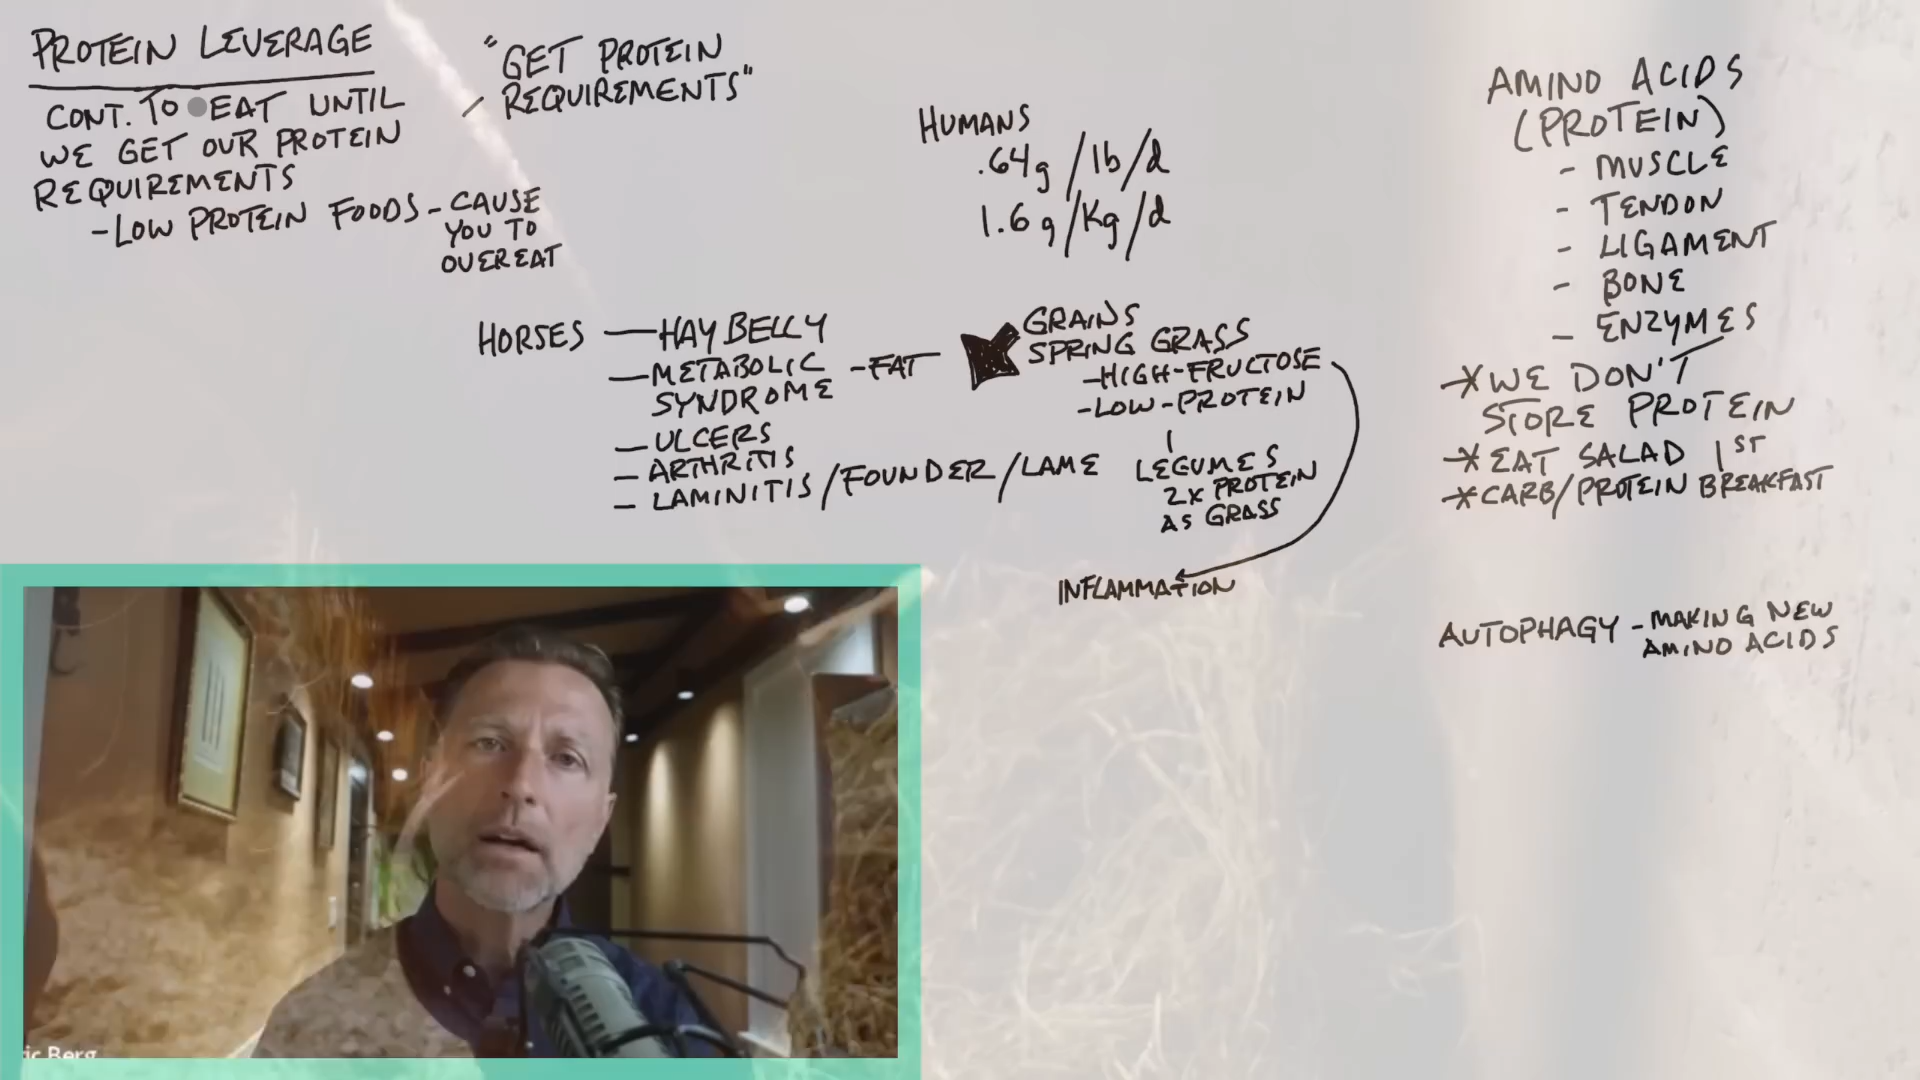 PROTEIN LEVERAGE
CONT. TO EAT UNTIL
WE GET OUR PROTEIN
REQUIREMENTS
- LOW PROTEIN FOODS - CAUSE
YOU TO
OVEREAT
"GET PROTEIN
REQUIREMENTS"
HUMANS
.64g/lb/d
1.6g/Kg/d
HORSES — HAY BELLY
— METABOLIC
SYNDROME - FAT
— ULCERS
— ARTHRITIS
— LAMINITIS/FOUNDER/LAME
GRAINS
SPRING GRASS
- HIGH-FRUCTOSE
- LOW-PROTEIN
LEGUMES
2X PROTEIN
AS GRASS
INFLAMMATION
AMINO ACIDS
(PROTEIN)
- MUSCLE
- TENDON
- LIGAMENT
- BONE
- ENZYMES
* WE DON'T
STORE PROTEIN
* EAT SALAD 1ST
* CARB/PROTEIN BREAKFAST
AUTOPHAGY - MAKING NEW
AMINO ACIDS
ic Berg